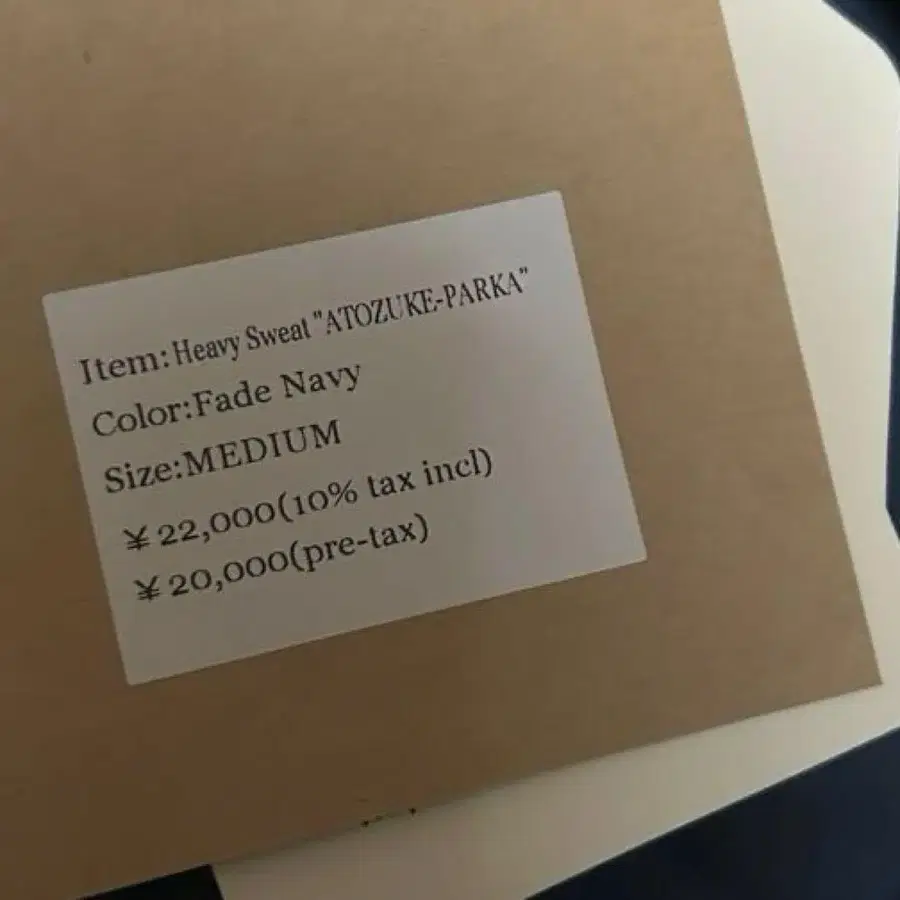 Item:Heavy Sweat "ATOZUKE-PARKA"
Color:Fade Navy
Size:MEDIUM
¥22,000(10% tax incl)
¥20,000(pre-tax)